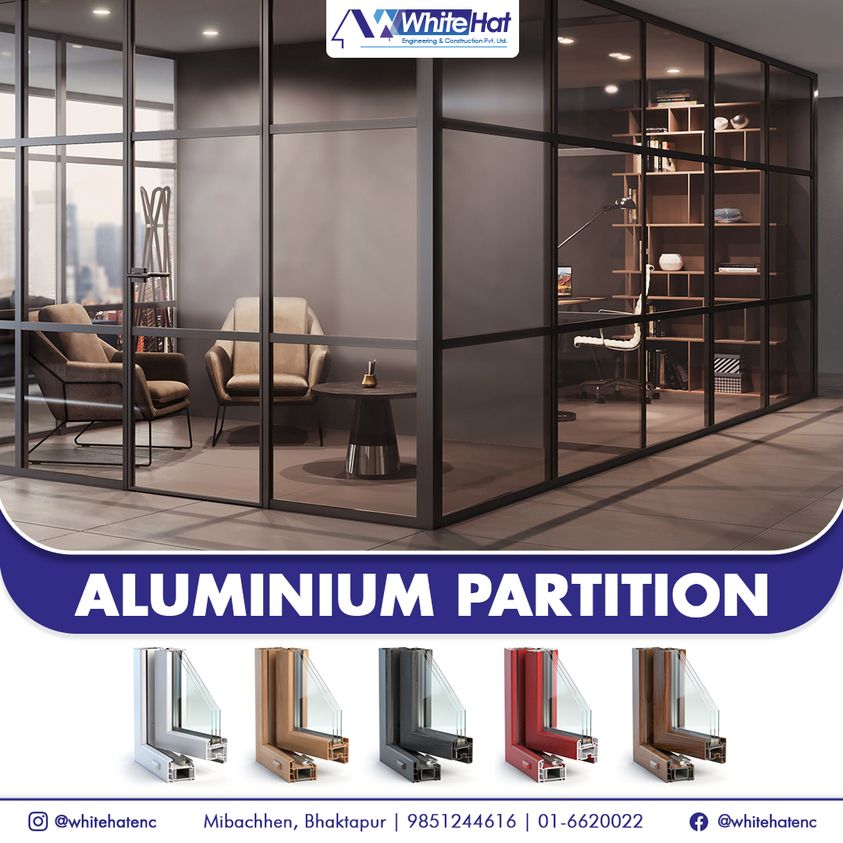 WhiteHat
Engineering & Construction Pvt. Ltd.
ALUMINIUM PARTITION
@whitehatenc
Mibachhen, Bhaktapur | 9851244616 | 01-6620022
@whitehatenc